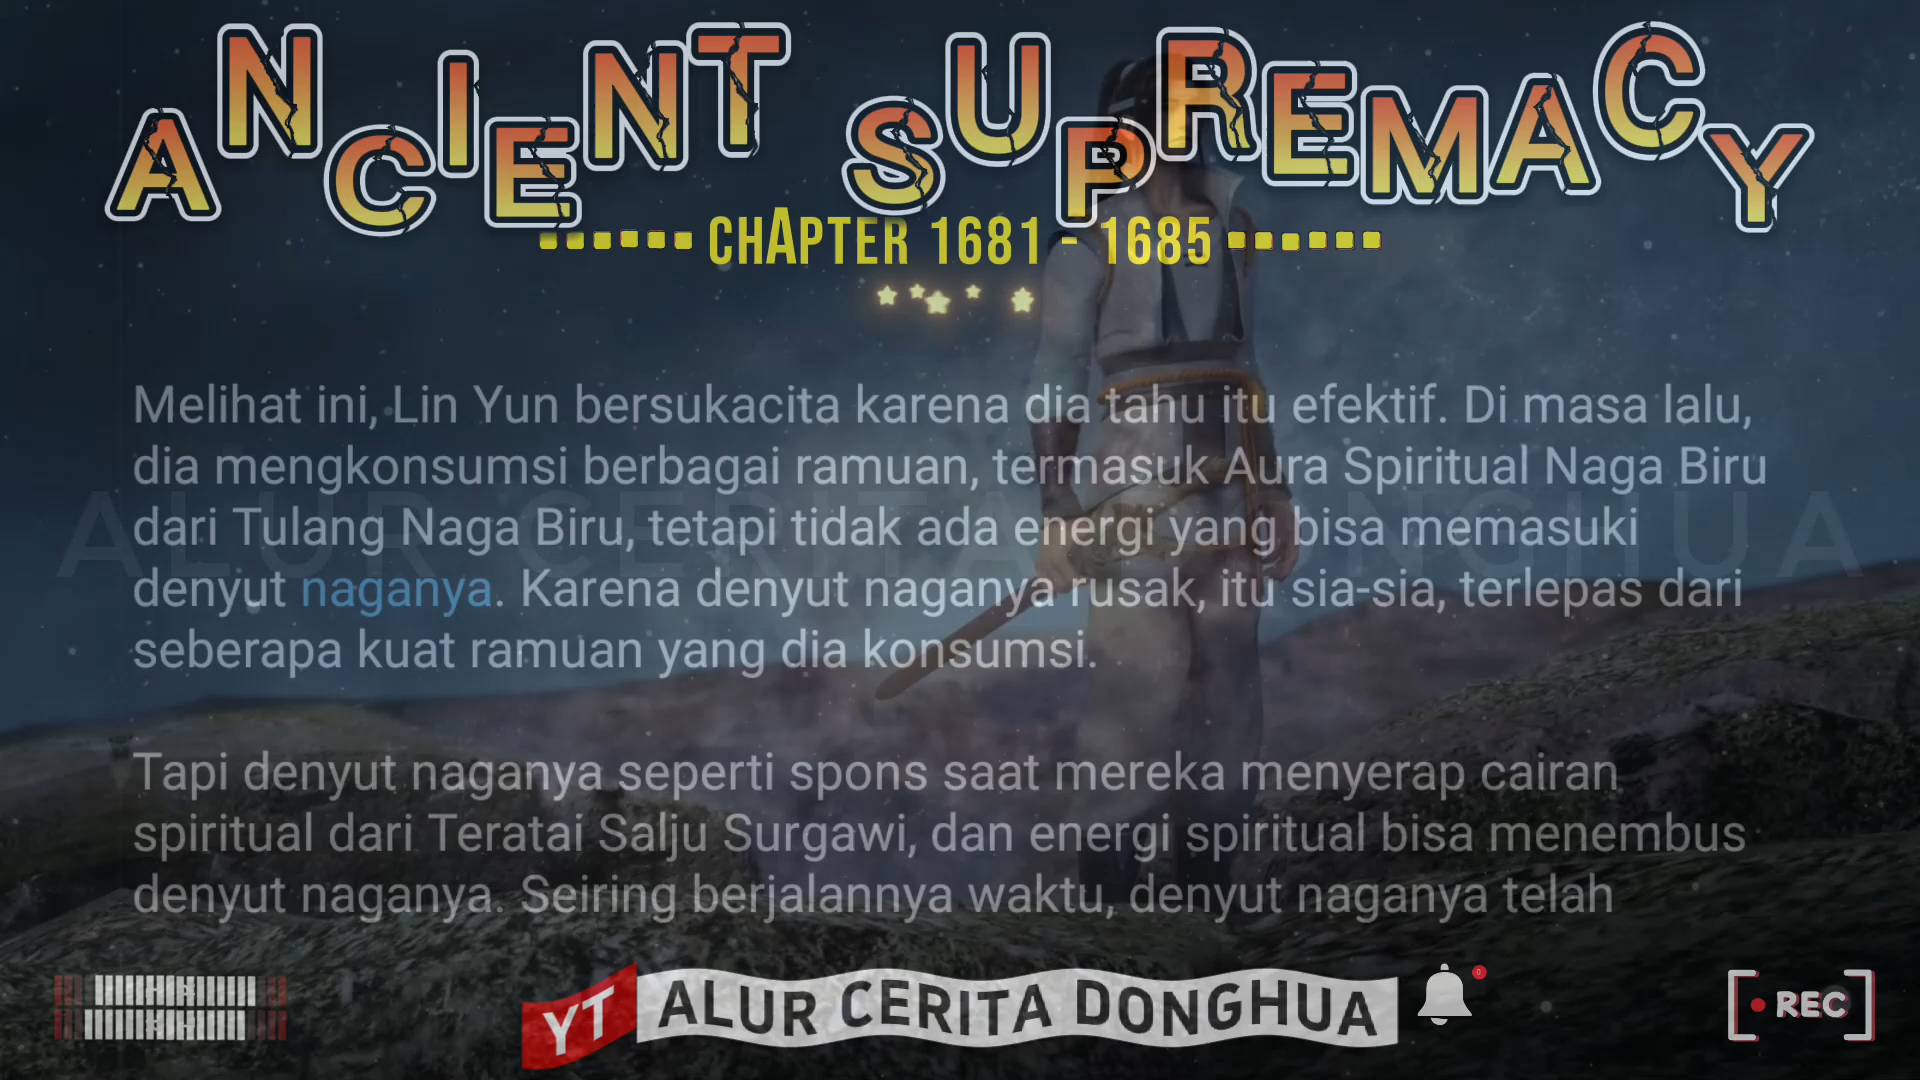 ANCIENT SUPREMACY
CHAPTER 1681 - 1685
Melihat ini, Lin Yun bersukacita karena dia tahu itu efektif. Di masa lalu,
dia mengkonsumsi berbagai ramuan, termasuk Aura Spiritual Naga Biru
dari Tulang Naga Biru, tetapi tidak ada energi yang bisa memasuki
denyut naganya. Karena denyut naganya rusak, itu sia-sia, terlepas dari
seberapa kuat ramuan yang dia konsumsi.
Tapi denyut naganya seperti spons saat mereka menyerap cairan
spiritual dari Teratai Salju Surgawi, dan energi spiritual bisa menembus
denyut naganya. Seiring berjalannya waktu, denyut naganya telah
ALUR CERITA DONGHUA
YT ALUR CERITA DONGHUA
REC